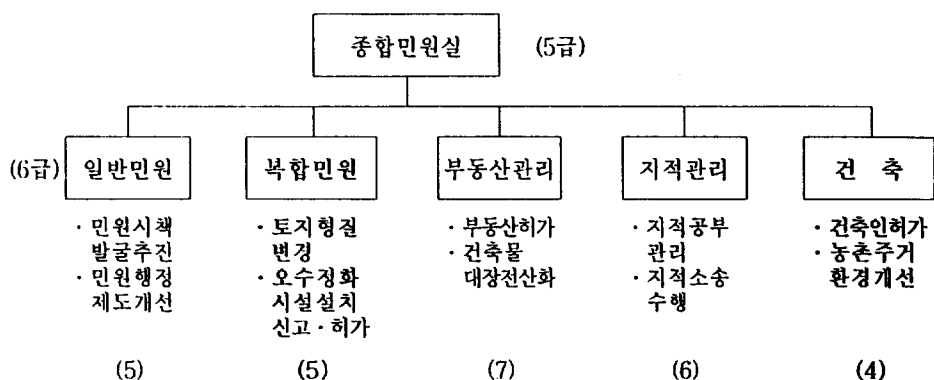 종합민원실 (5급)
(6급) 일반민원 복합민원 부동산관리 지적관리 건 축
· 민원시책
발굴추진
· 민원행정
제도개선
(5)
· 토지형질
변경
· 오수정화
시설설치
신고 · 허가
(5)
· 부동산허가
· 건축물
대장전산화
(7)
· 지적공부
관리
· 지적소송
수행
(6)
· 건축인허가
· 농촌주거
환경개선
(4)